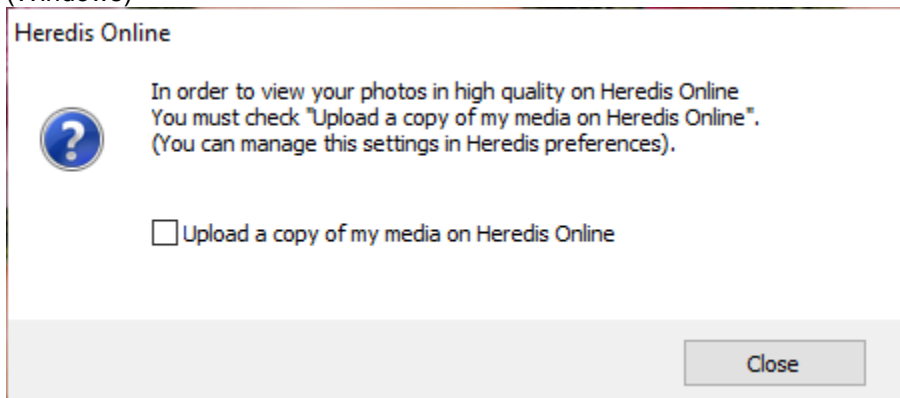 (Windows)
Heredis Online
In order to view your photos in high quality on Heredis Online
You must check "Upload a copy of my media on Heredis Online".
(You can manage this settings in Heredis preferences).
Upload a copy of my media on Heredis Online
Close